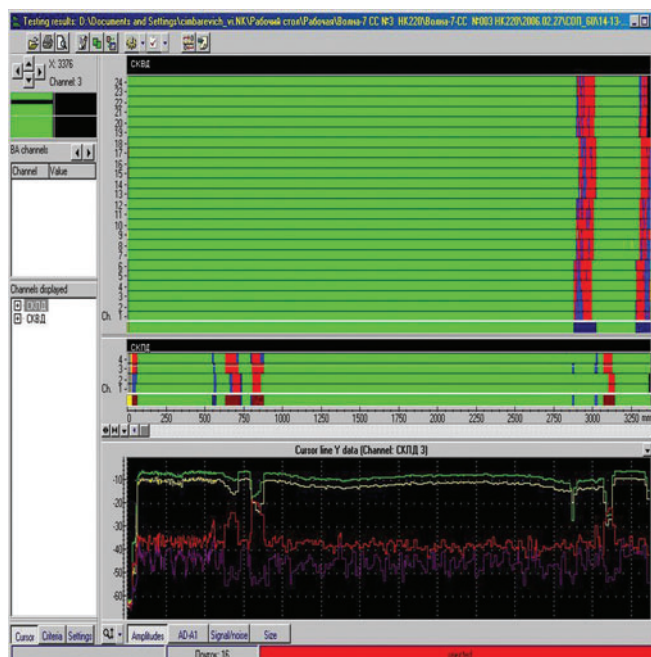 Testing results: D:\Documents and Settings\cimbarevich_vi.NK\Рабочий стол\Рабочая\Волна-7 СС №3 НК220\Волна-7-СС №003 НК220\2006.02.27\СОП_60\14-13-...
X: 3376
Channel: 3
BA channels
Channel Value
Channels displayed
СКВД
СКВД
24
23
22
21
20
19
18
17
16
15
14
13
12
11
10
9
8
7
6
5
4
3
2
Ch. 1
СКПД
4
3
2
Ch. 1
0 250 500 750 1000 1250 1500 1750 2000 2250 2500 2750 3000 3250 mm
Cursor line Y data (Channel: СКПД 3)
-10
-20
-30
-40
-50
-60
Cursor Criteria Settings
Amplitudes AD-A1 Signal/noise Size
Пруток: 16